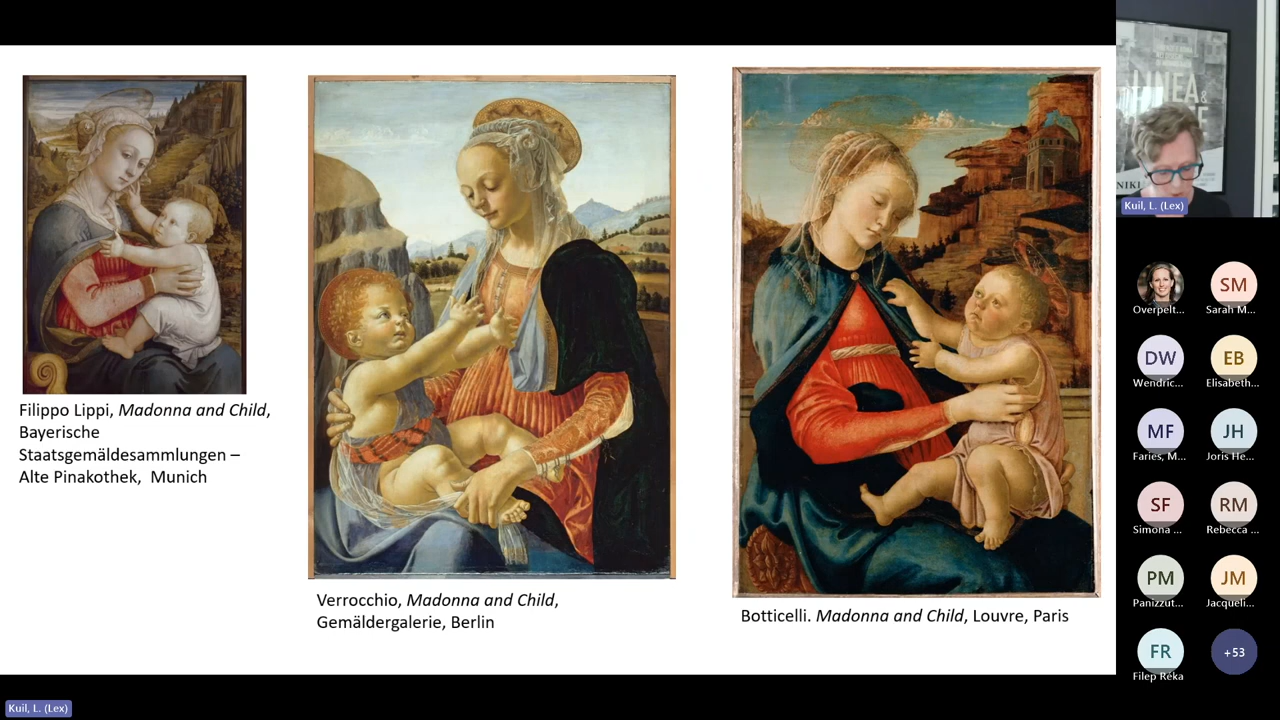 Filippo Lippi, Madonna and Child,
Bayerische
Staatsgemäldesammlungen –
Alte Pinakothek, Munich
Verrocchio, Madonna and Child,
Gemäldergalerie, Berlin
Botticelli. Madonna and Child, Louvre, Paris
Kuil, L. (Lex)
Overpelt...
SM
Sarah M...
DW
Wendric...
EB
Elisabeth...
MF
Faries, M...
JH
Joris He...
SF
Simona ...
RM
Rebecca ...
PM
Panizzut...
JM
Jacqueli...
FR
Filep Réka
+53
Kuil, L. (Lex)